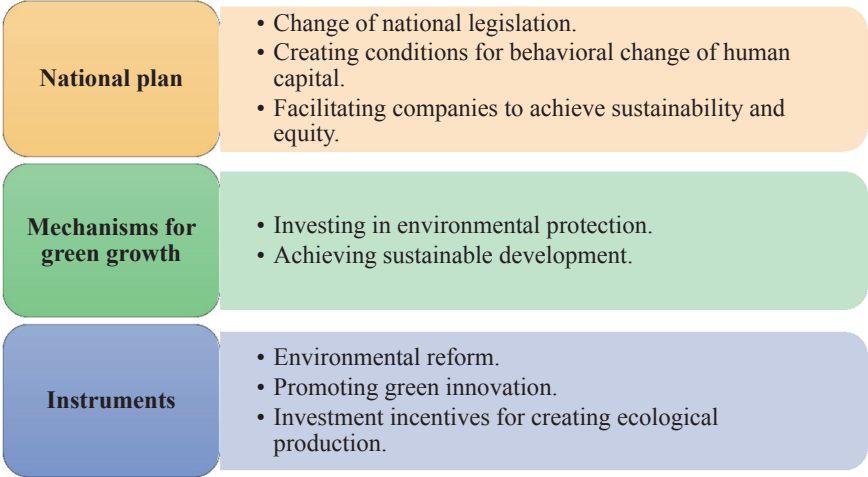 National plan
• Change of national legislation.
• Creating conditions for behavioral change of human
capital.
• Facilitating companies to achieve sustainability and
equity.
Mechanisms for
green growth
• Investing in environmental protection.
• Achieving sustainable development.
Instruments
• Environmental reform.
• Promoting green innovation.
• Investment incentives for creating ecological
production.